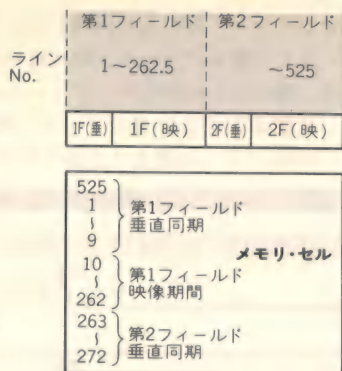 第1フィールド 第2フィールド
ライン No. 1～262.5 ～525
1F(垂) 1F(映) 2F(垂) 2F(映)
525
1
～
9
第1フィールド
垂直同期
メモリ・セル
10
～
262
第1フィールド
映像期間
263
～
272
第2フィールド
垂直同期